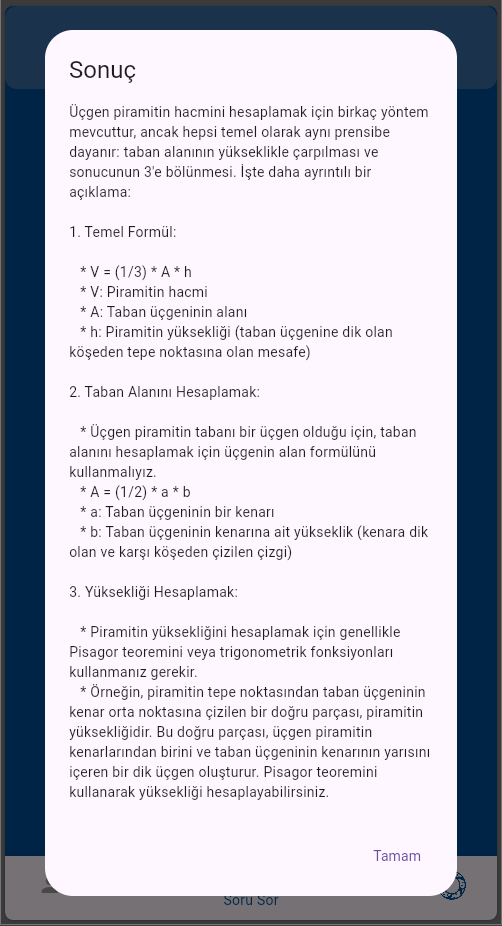 Sonuç
Üçgen piramitin hacmini hesaplamak için birkaç yöntem
mevcuttur, ancak hepsi temel olarak aynı prensibe
dayanır: taban alanının yükseklikle çarpılması ve
sonucunun 3'e bölünmesi. İşte daha ayrıntılı bir
açıklama:
1. Temel Formül:
* V = (1/3) * A * h
* V: Piramitin hacmi
* A: Taban üçgeninin alanı
* h: Piramitin yüksekliği (taban üçgenine dik olan
köşeden tepe noktasına olan mesafe)
2. Taban Alanını Hesaplamak:
* Üçgen piramitin tabanı bir üçgen olduğu için, taban
alanını hesaplamak için üçgenin alan formülünü
kullanmalıyız.
* A = (1/2) * a * b
* a: Taban üçgeninin bir kenarı
* b: Taban üçgeninin kenarına ait yükseklik (kenara dik
olan ve karşı köşeden çizilen çizgi)
3. Yüksekliği Hesaplamak:
* Piramitin yüksekliğini hesaplamak için genellikle
Pisagor teoremini veya trigonometrik fonksiyonları
kullanmanız gerekir.
* Örneğin, piramitin tepe noktasından taban üçgeninin
kenar orta noktasına çizilen bir doğru parçası, piramitin
yüksekliğidir. Bu doğru parçası, üçgen piramitin
kenarlarından birini ve taban üçgeninin kenarının yarısını
içeren bir dik üçgen oluşturur. Pisagor teoremini
kullanarak yüksekliği hesaplayabilirsiniz.
Tamam
Soru Sor